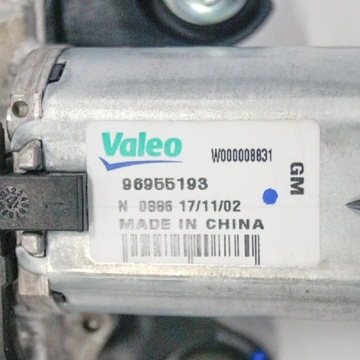 Valeo
W000008831
96955193
GM
N 0886 17/11/02
MADE IN CHINA